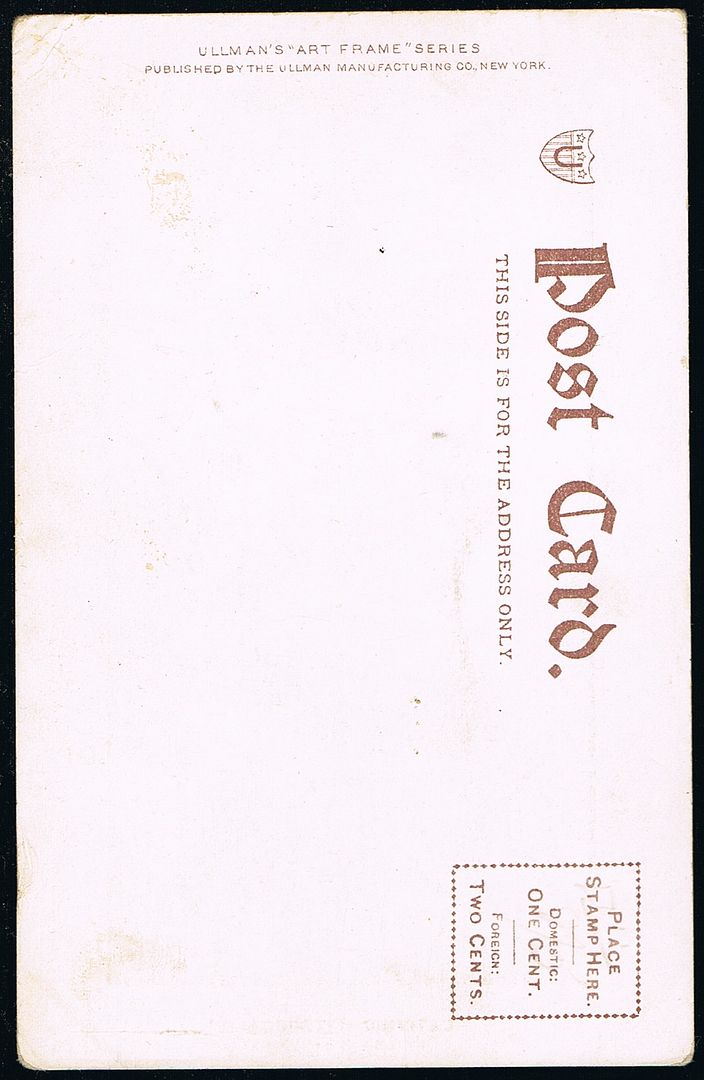 ULLMAN'S "ART FRAME" SERIES
PUBLISHED BY THE ULLMAN MANUFACTURING CO., NEW YORK.
U
Post Card.
THIS SIDE IS FOR THE ADDRESS ONLY.
PLACE
STAMP HERE.
DOMESTIC:
ONE CENT.
FOREIGN:
TWO CENTS.